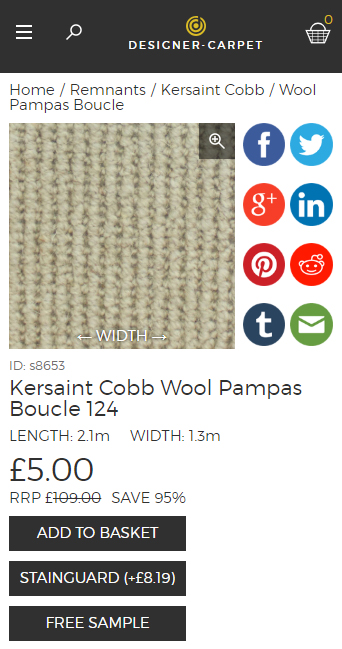 0
DESIGNER-CARPET
Home / Remnants / Kersaint Cobb / Wool
Pampas Boucle
← WIDTH →
f
g+
in
t
ID: s8653
Kersaint Cobb Wool Pampas
Boucle 124
LENGTH: 2.1m WIDTH: 1.3m
£5.00
RRP £109.00 SAVE 95%
ADD TO BASKET
STAINGUARD (+£8.19)
FREE SAMPLE